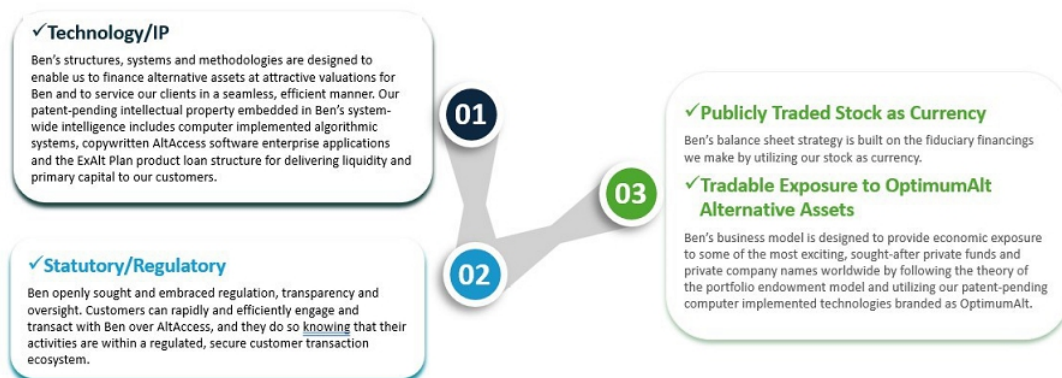 ✓Technology/IP
Ben's structures, systems and methodologies are designed to
enable us to finance alternative assets at attractive valuations for
Ben and to service our clients in a seamless, efficient manner. Our
patent-pending intellectual property embedded in Ben's system-
wide intelligence includes computer implemented algorithmic
systems, copywritten AltAccess software enterprise applications
and the ExAlt Plan product loan structure for delivering liquidity and
primary capital to our customers.
01
✓Statutory/Regulatory
Ben openly sought and embraced regulation, transparency and
oversight. Customers can rapidly and efficiently engage and
transact with Ben over AltAccess, and they do so knowing that their
activities are within a regulated, secure customer transaction
ecosystem.
02
03
✓Publicly Traded Stock as Currency
Ben's balance sheet strategy is built on the fiduciary financings
we make by utilizing our stock as currency.
✓Tradable Exposure to OptimumAlt
Alternative Assets
Ben's business model is designed to provide economic exposure
to some of the most exciting, sought-after private funds and
private company names worldwide by following the theory of
the portfolio endowment model and utilizing our patent-pending
computer implemented technologies branded as OptimumAlt.